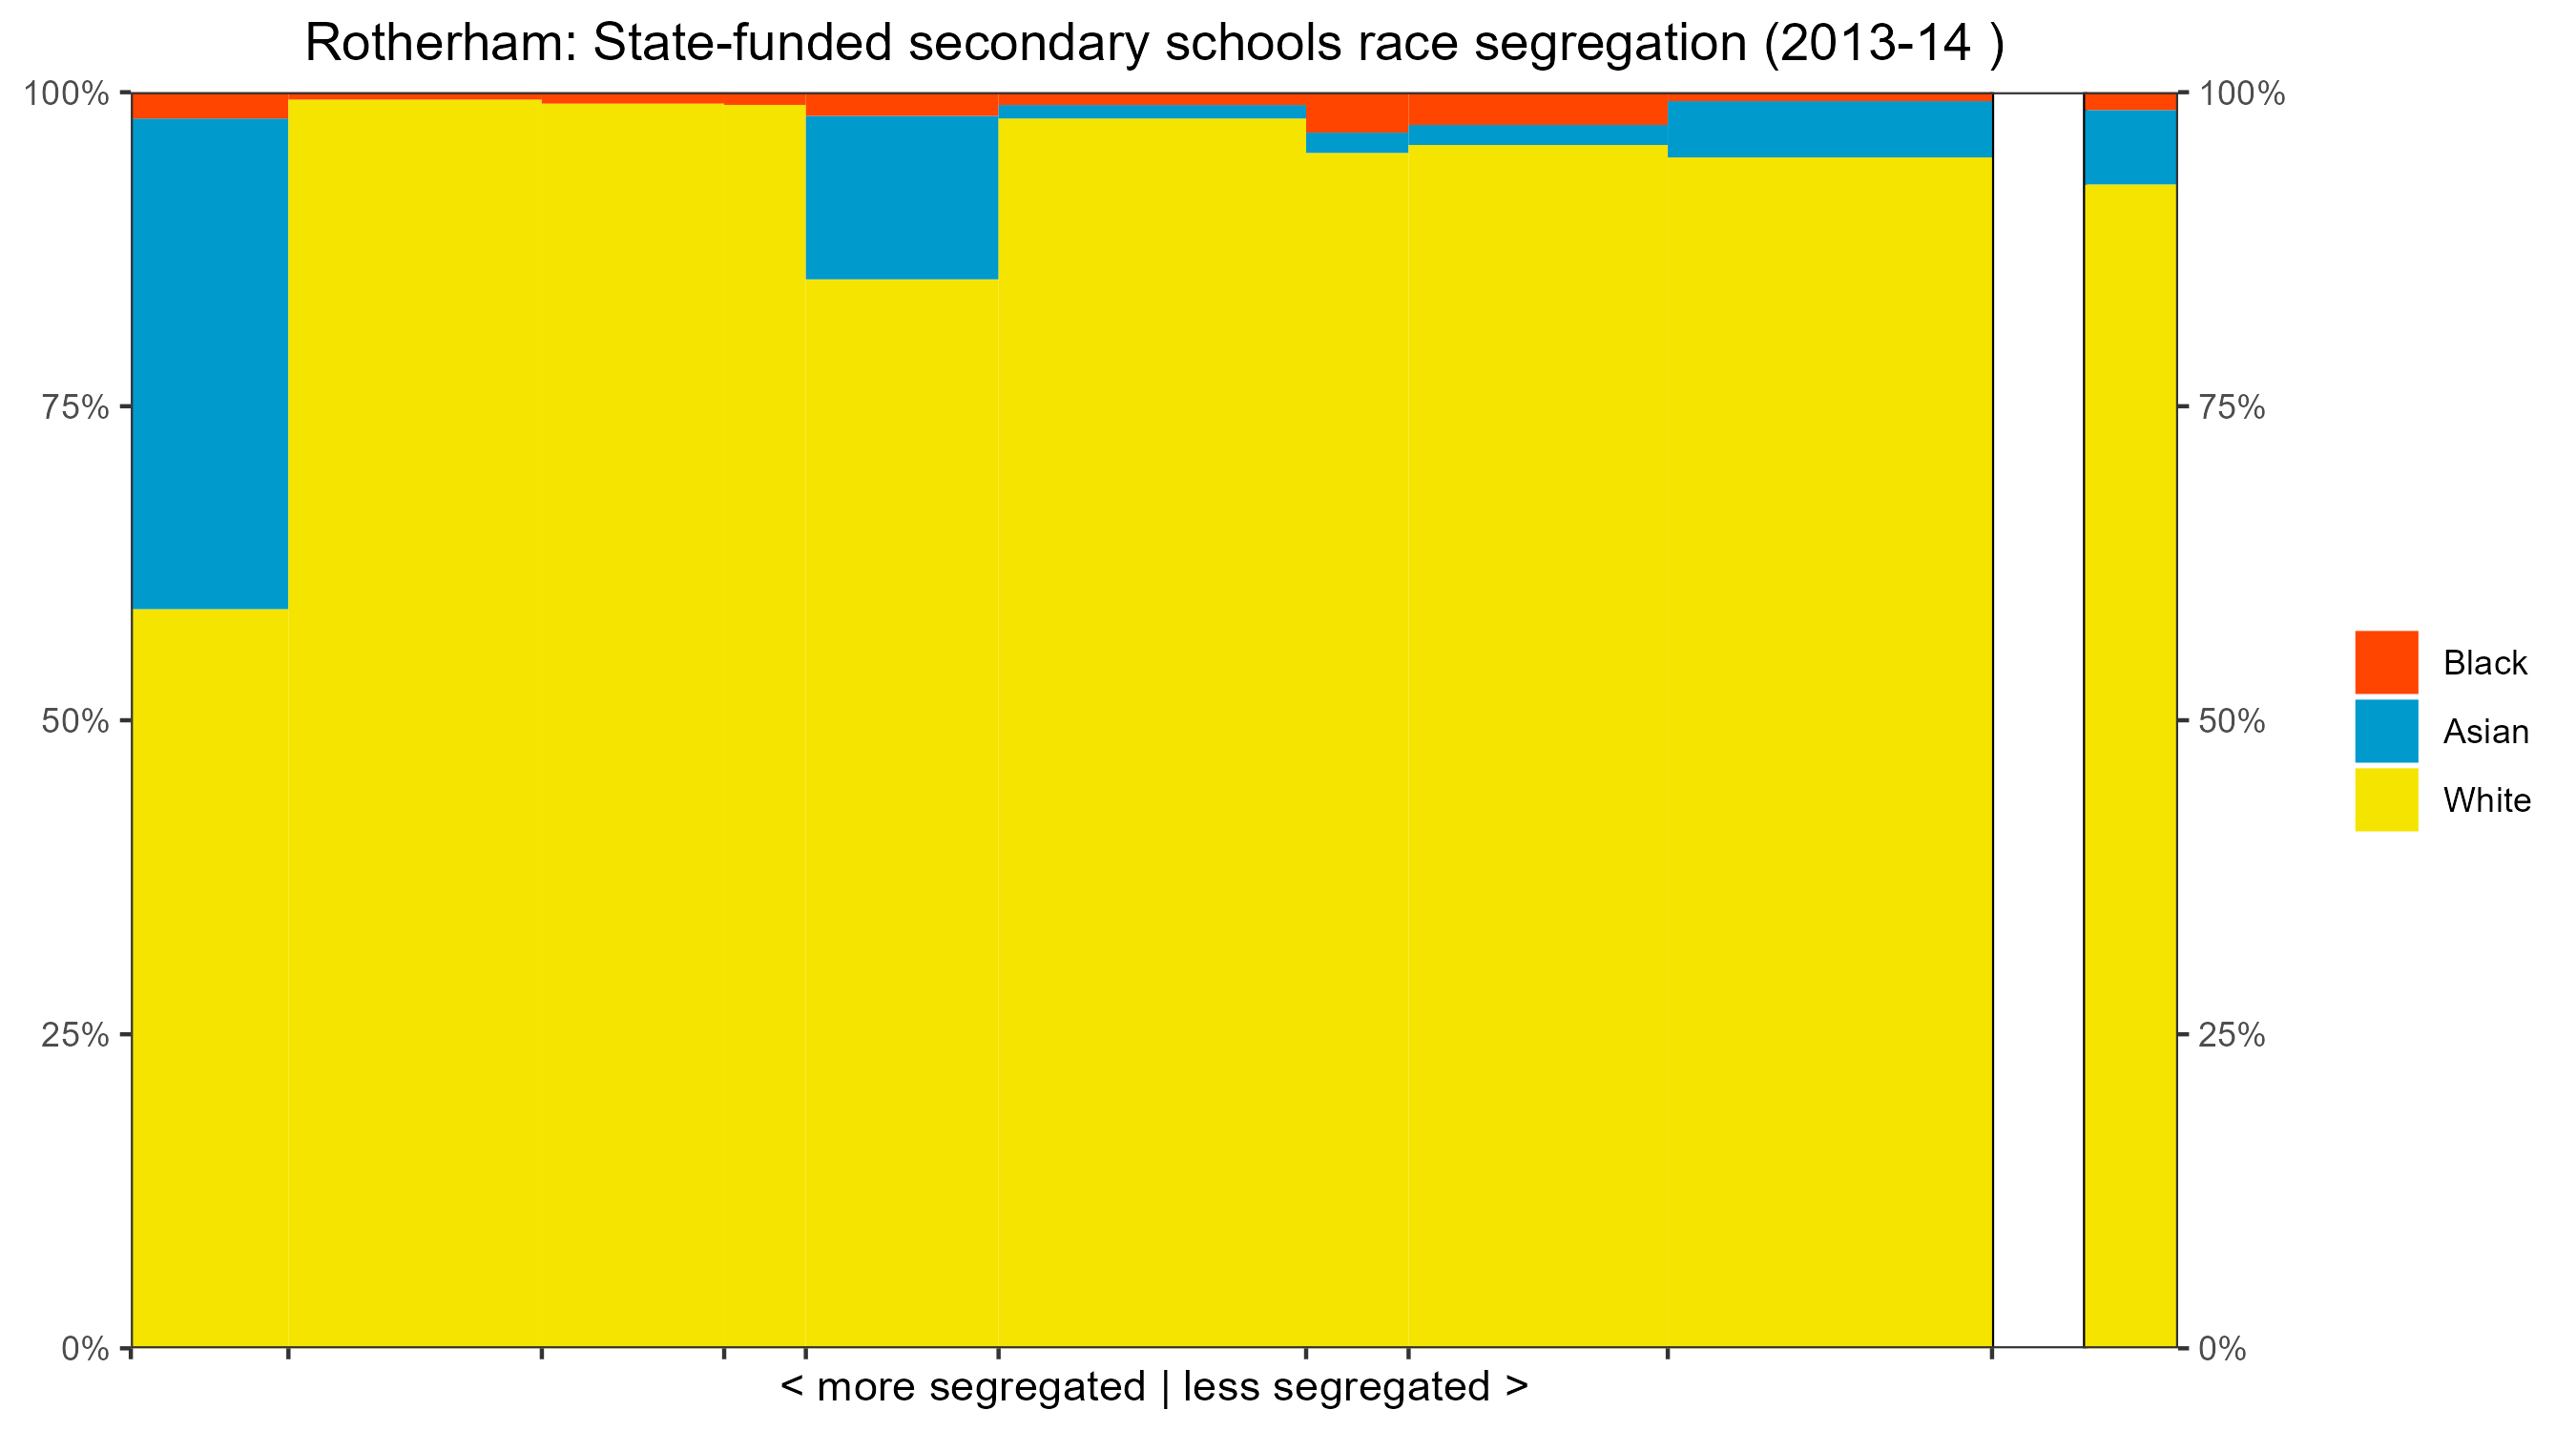 Rotherham: State-funded secondary schools race segregation (2013-14 )
100%
75%
50%
25%
0%
100%
75%
50%
25%
0%
Black
Asian
White
< more segregated | less segregated >